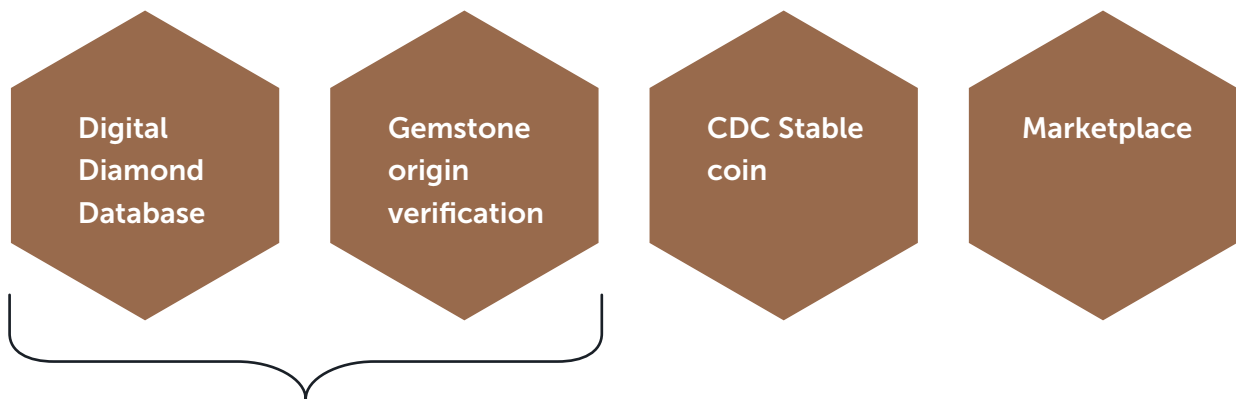 Digital
Diamond
Database
Gemstone
origin
verification
CDC Stable
coin
Marketplace